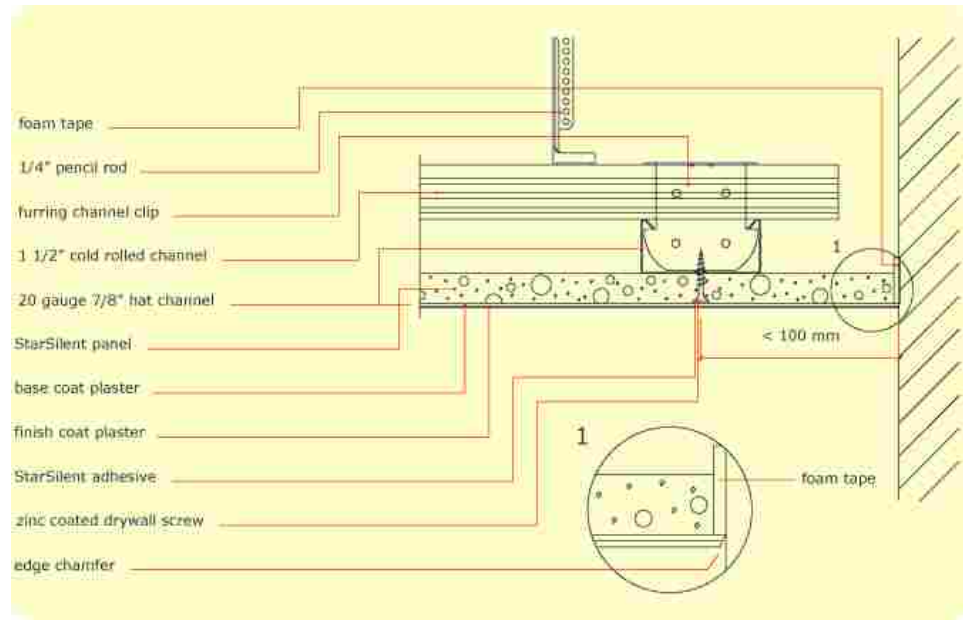 foam tape
1/4" pencil rod
furring channel clip
1 1/2" cold rolled channel
20 gauge 7/8" hat channel
StarSilent panel
base coat plaster
finish coat plaster
StarSilent adhesive
zinc coated drywall screw
edge chamfer
1
< 100 mm
1
foam tape